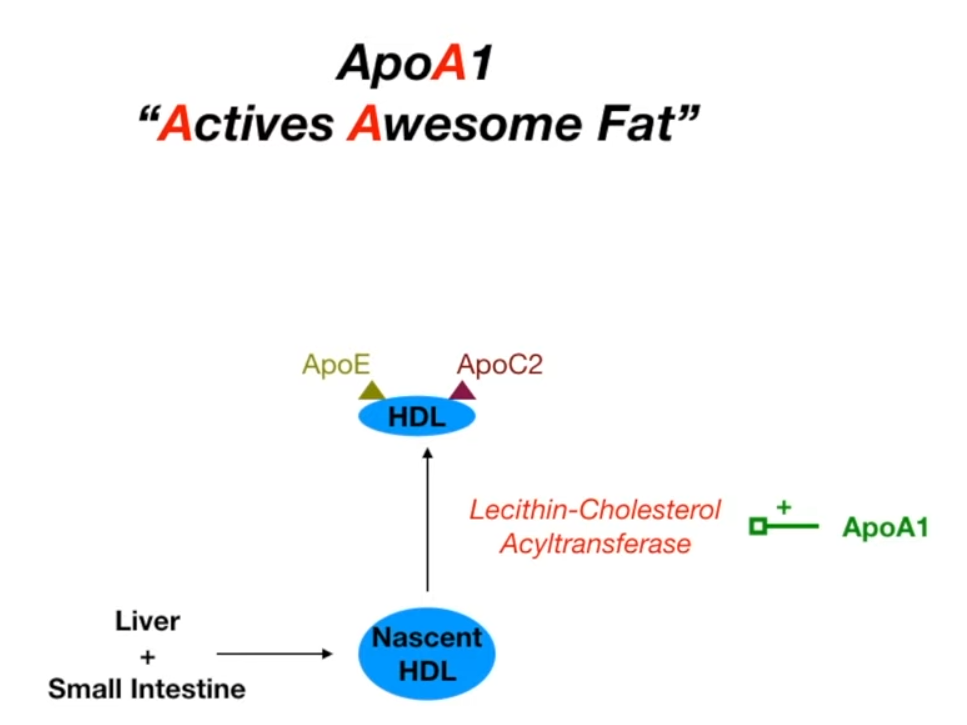 ApoA1
“Actives Awesome Fat”
ApoE
ApoC2
HDL
Lecithin-Cholesterol
Acyltransferase
+
ApoA1
Nascent
HDL
Liver
+
Small Intestine